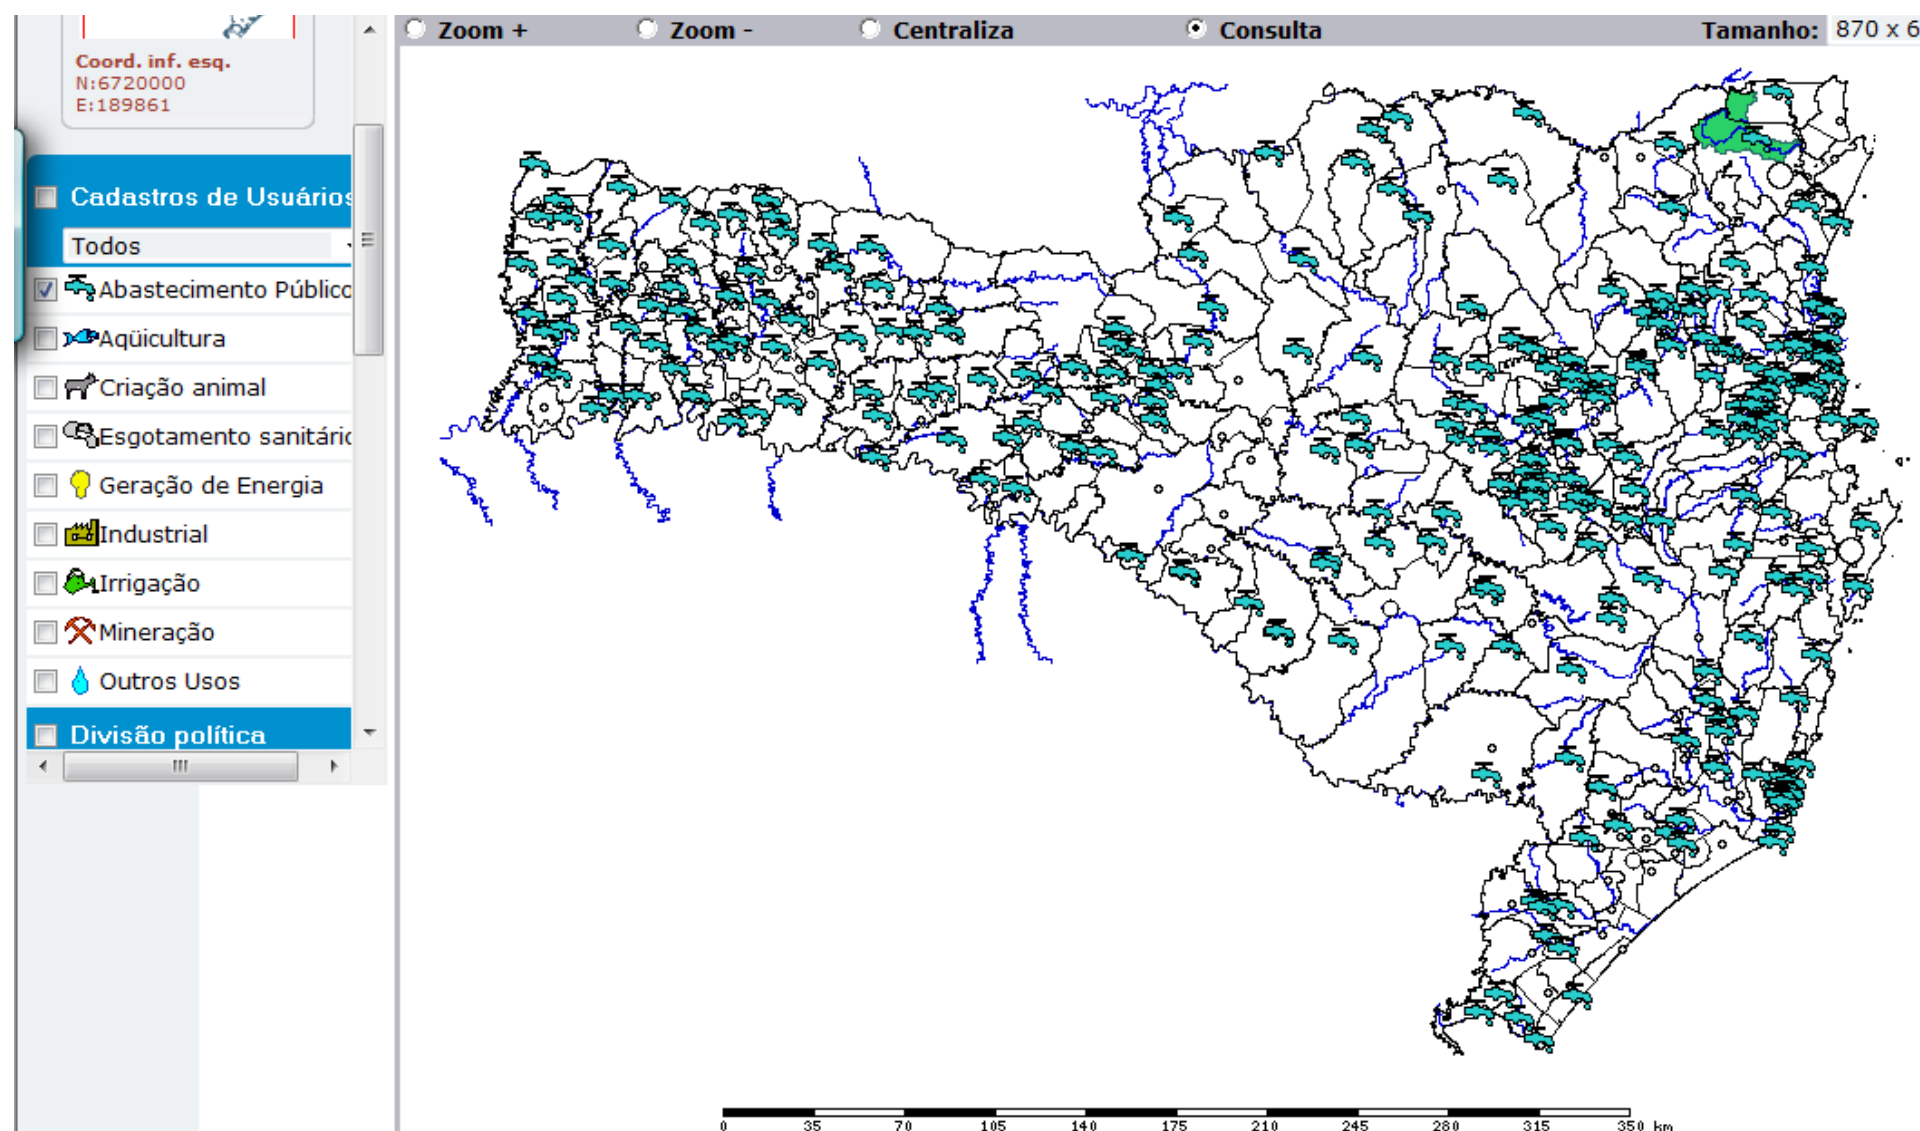 Zoom +
Zoom -
Centraliza
Consulta
Tamanho: 870 x 6
Coord. inf. esq.
N:6720000
E:189861
Cadastros de Usuários
Todos
Abastecimento Público
Aqüicultura
Criação animal
Esgotamento sanitário
Geração de Energia
Industrial
Irrigação
Mineração
Outros Usos
Divisão política
0 35 70 105 140 175 210 245 280 315 350 km